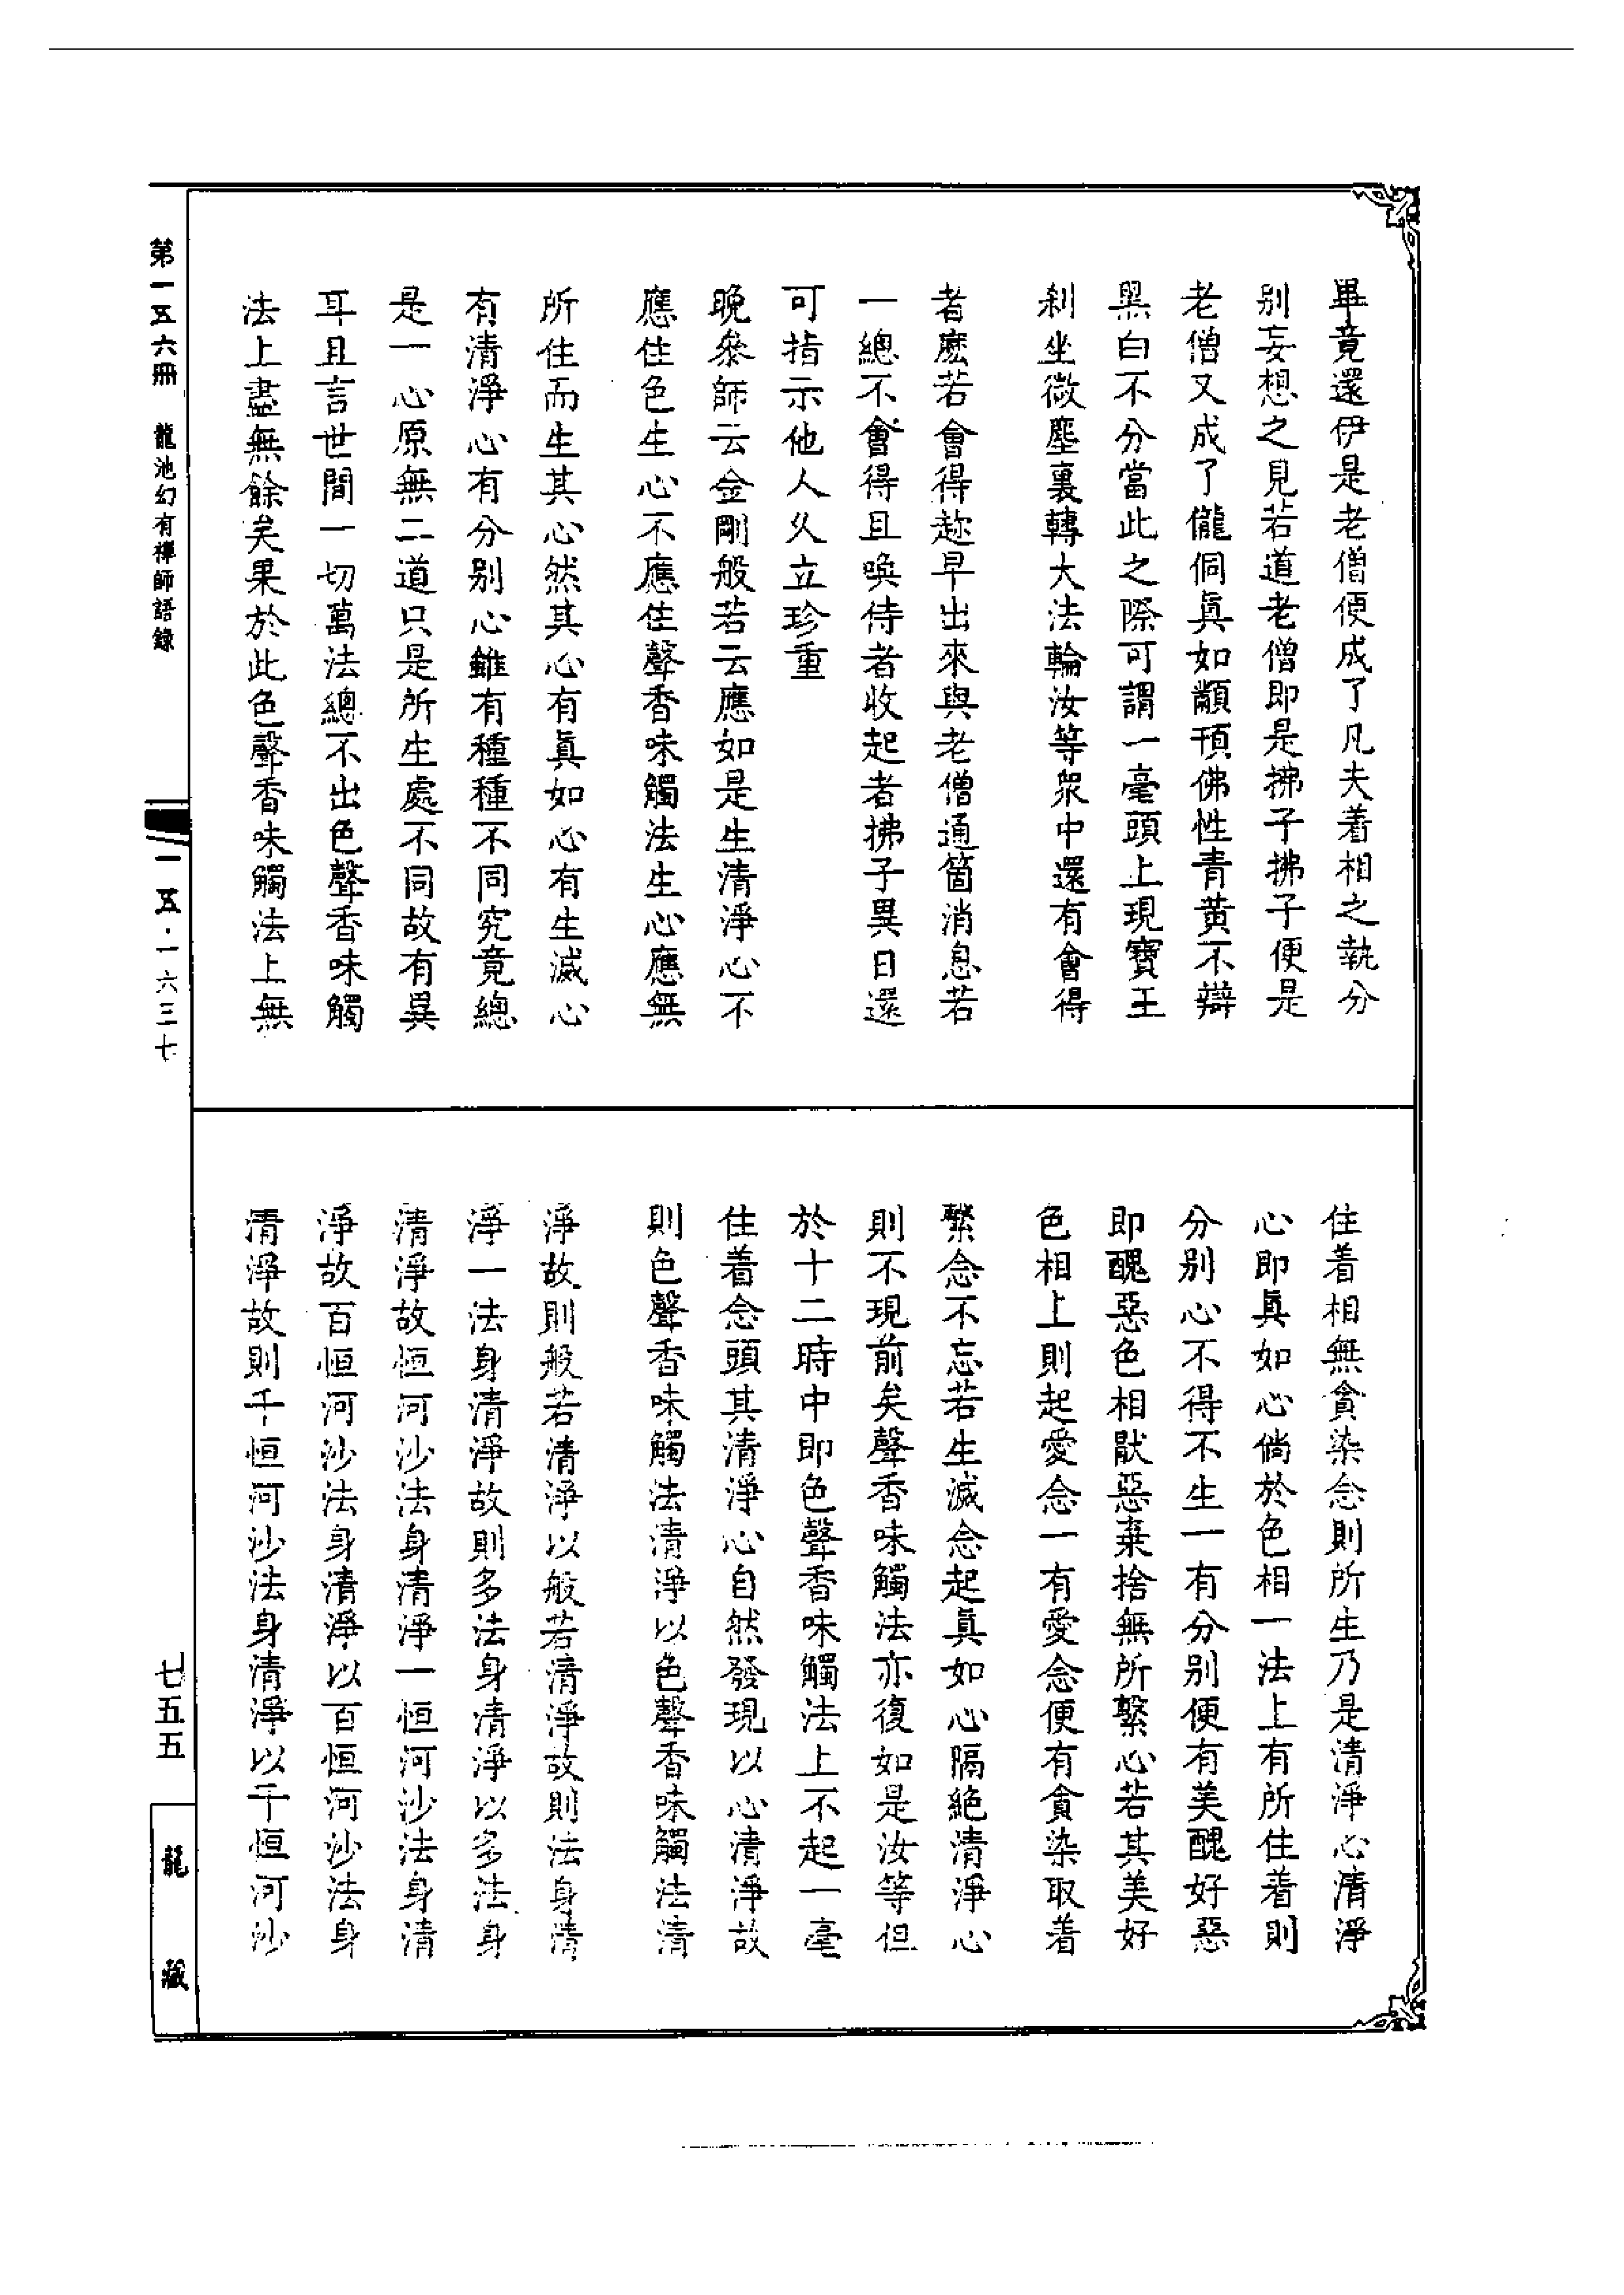 畢竟還伊是老僧便成了凡夫着相之執分
别妄想之見若道老僧即是拂子拂子便是
老僧又成了儱侗眞如顢頇佛性青黄不辯
黑白不分當此之際可謂一毫頭上現寶王
刹坐微塵裏轉大法輪汝等衆中還有會得
者麽若會得趂早出來與老僧通箇消息若
一總不會得且喚侍者收起者拂子異日還
可指示他人久立珍重
晚參師云金剛般若云應如是生清淨心不
應住色生心不應住聲香味觸法生心應無
所住而生其心然其心有眞如心有生滅心
有清淨心有分别心雖有種種不同究竟總
是一心原無二道只是所生處不同故有異
耳且言世間一切萬法總不出色聲香味觸
法上盡無餘矣果於此色聲香味觸法上無
住着相無貪染念則所生乃是清淨心清淨
心即眞如心倘於色相一法上有所住着則
分别心不得不生一有分别便有美醜好惡
即醜惡色相猒惡棄捨無所繫心若其美好
色相上則起愛念一有愛念便有貪染取着
繫念不忘若生滅念起眞如心隔絶清淨心
則不現前矣聲香味觸法亦復如是汝等但
於十二時中即色聲香味觸法上不起一毫
住着念頭其清淨心自然發現以心清淨故
則色聲香味觸法清淨以色聲香味觸法清
淨故則般若清淨以般若清淨故則法身清
淨一法身清淨故則多法身清淨以多法身
清淨故恒河沙法身清淨一恒河沙法身清
淨故百恒河沙法身清淨以百恒河沙法身
清淨故則千恒河沙法身清淨以千恒河沙
第一五六册 龍池幻有禪師語錄
一五·一六三七
七五五
龍藏